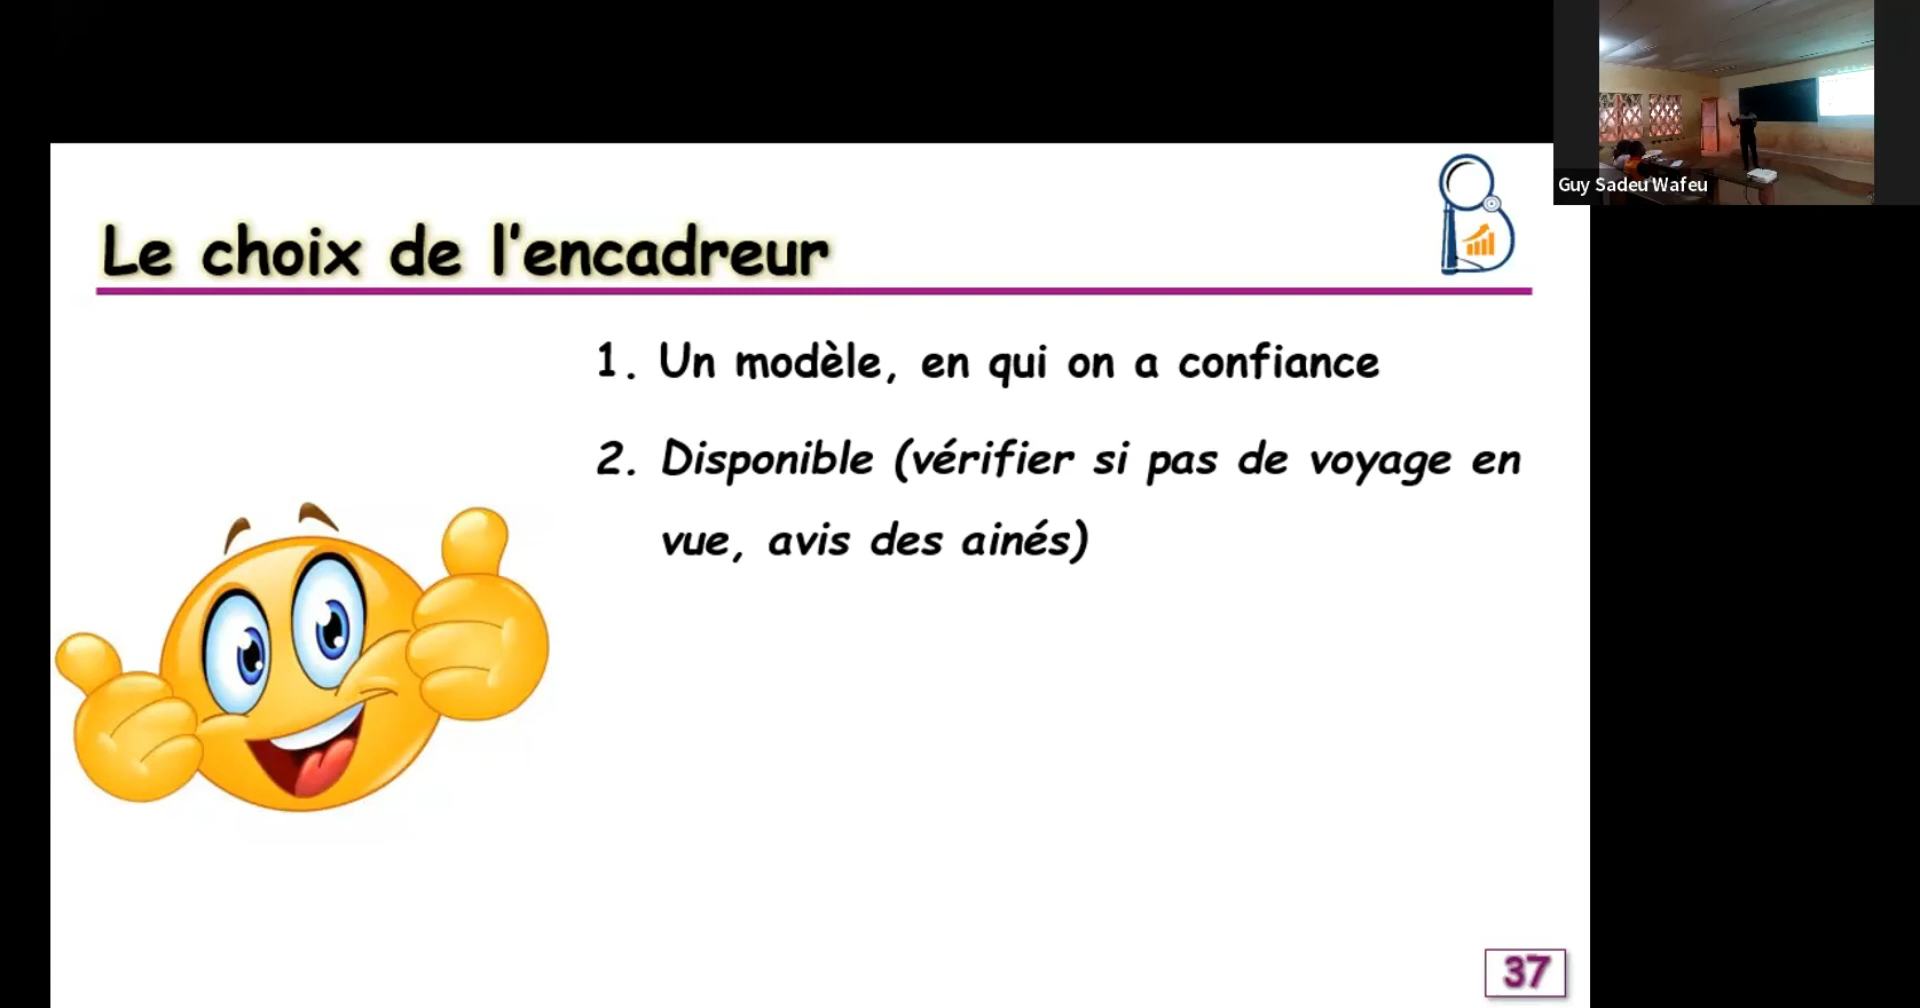 Guy Sadeu Wafeu
Le choix de l'encadreur
1. Un modèle, en qui on a confiance
2. Disponible (vérifier si pas de voyage en
vue, avis des ainés)
37